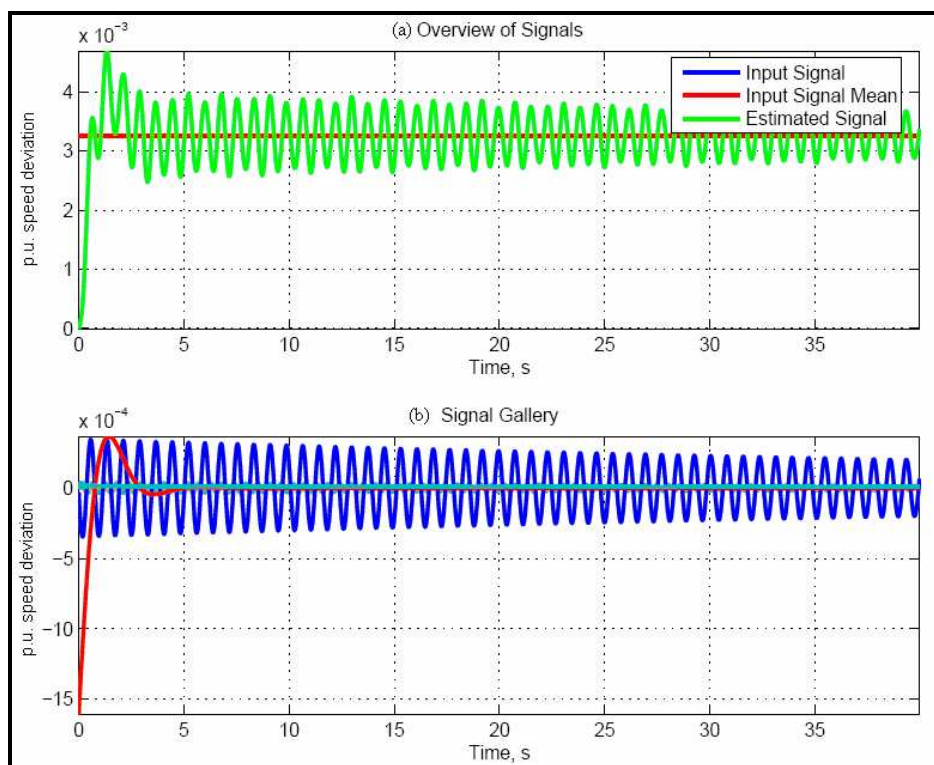 (a) Overview of Signals
x 10⁻³
Input Signal
Input Signal Mean
Estimated Signal
4
3
2
1
0
p.u. speed deviation
0 5 10 15 20 25 30 35
Time, s
(b) Signal Gallery
x 10⁻⁴
0
−5
−10
−15
p.u. speed deviation
0 5 10 15 20 25 30 35
Time, s